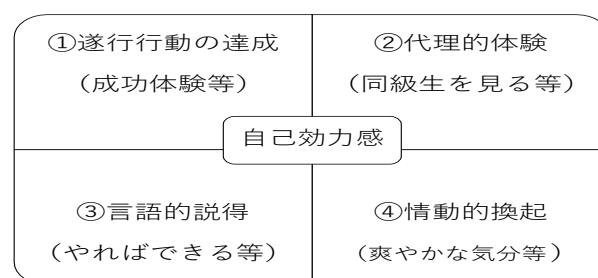 ①遂行行動の達成
(成功体験等)
②代理的体験
(同級生を見る等)
自己効力感
③言語的説得
(やればできる等)
④情動的換起
(爽やかな気分等)